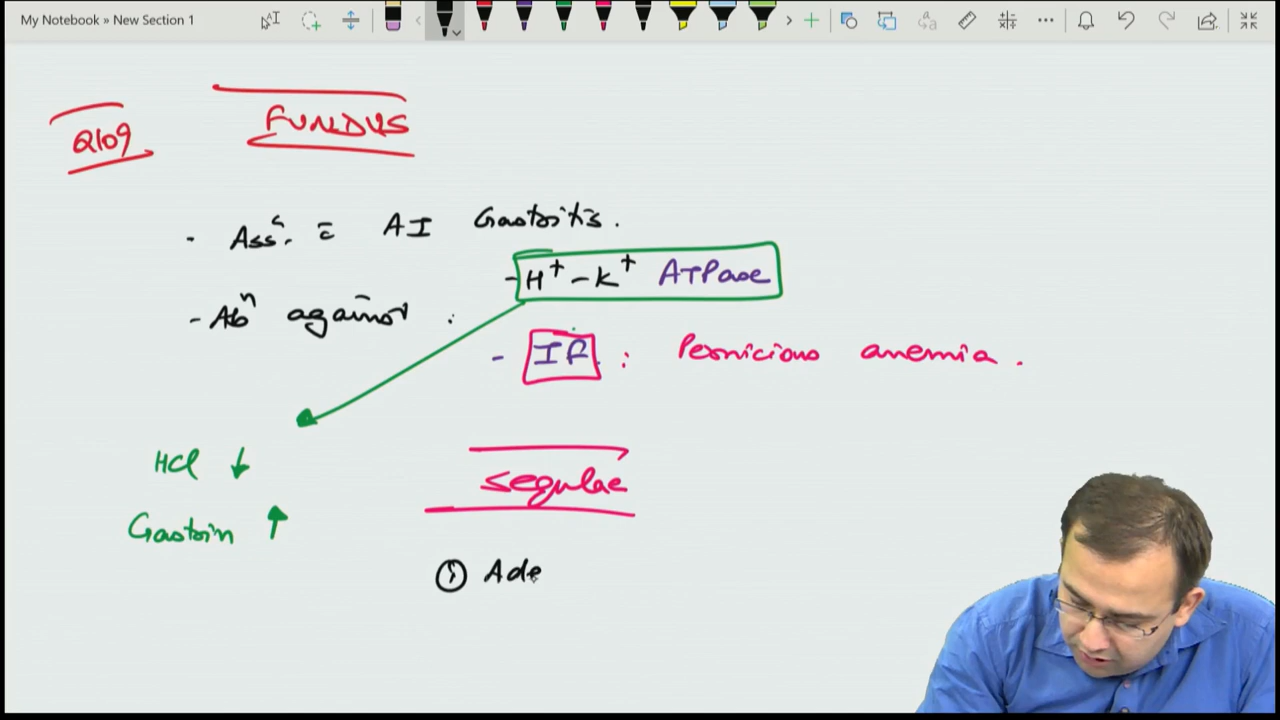 My Notebook » New Section 1
Q109
FUNDUS
- Assᶜ. c̄ AI Gastritis.
- H⁺ - K⁺ ATPase
- Abⁿ against :
- IF : Pernicious anemia.
HCl ↓
Gastrin ↑
Sequlae
① Ade